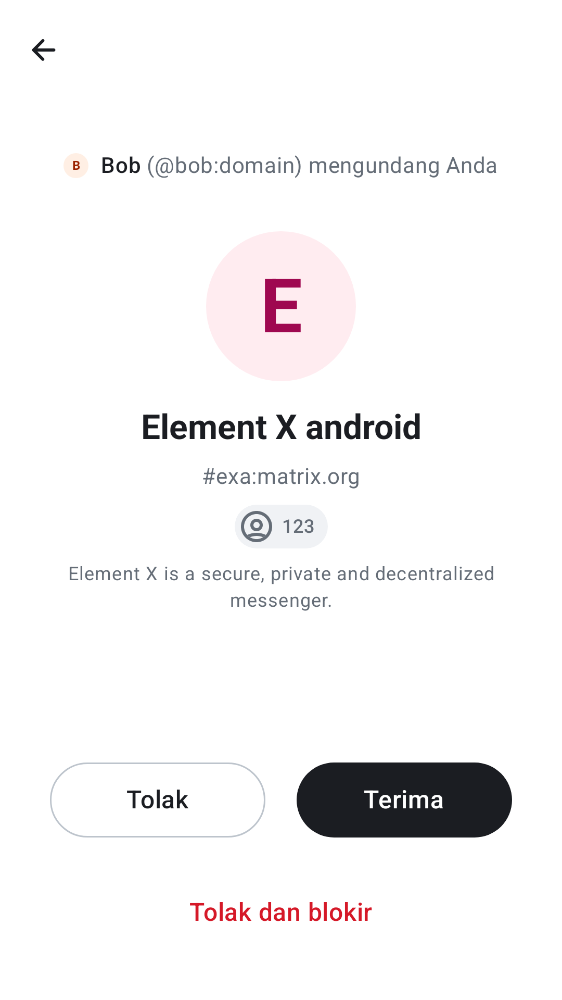 B Bob (@bob:domain) mengundang Anda
E
Element X android
#exa:matrix.org
123
Element X is a secure, private and decentralized
messenger.
Tolak
Terima
Tolak dan blokir